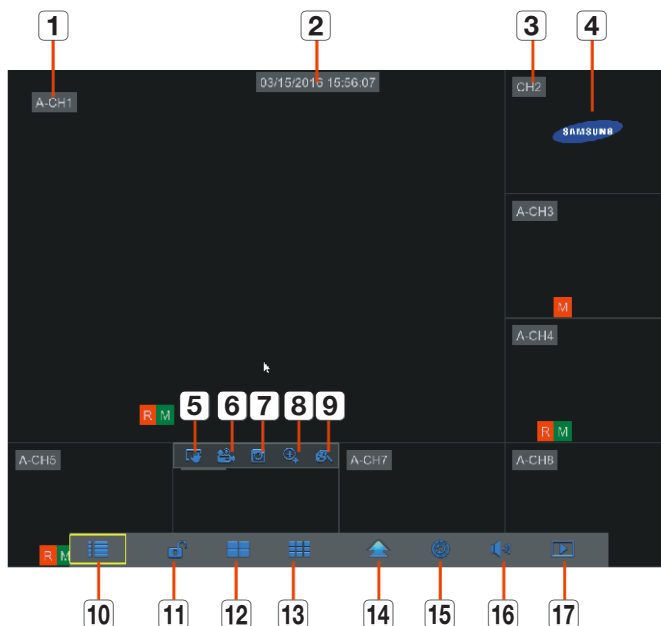 1 2 3 4
03/15/2016 15:56:07
A-CH1
CH2
SAMSUNG
A-CH3
M
A-CH4
R M
R M
5 6 7 8 9
A-CH5
A-CH7
A-CH8
R M
10 11 12 13 14 15 16 17